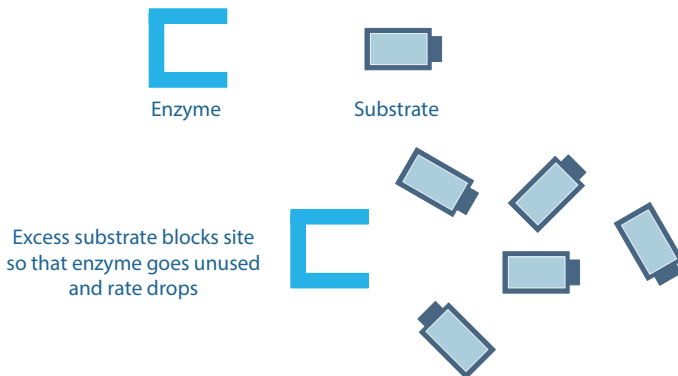 Enzyme
Substrate
Excess substrate blocks site
so that enzyme goes unused
and rate drops